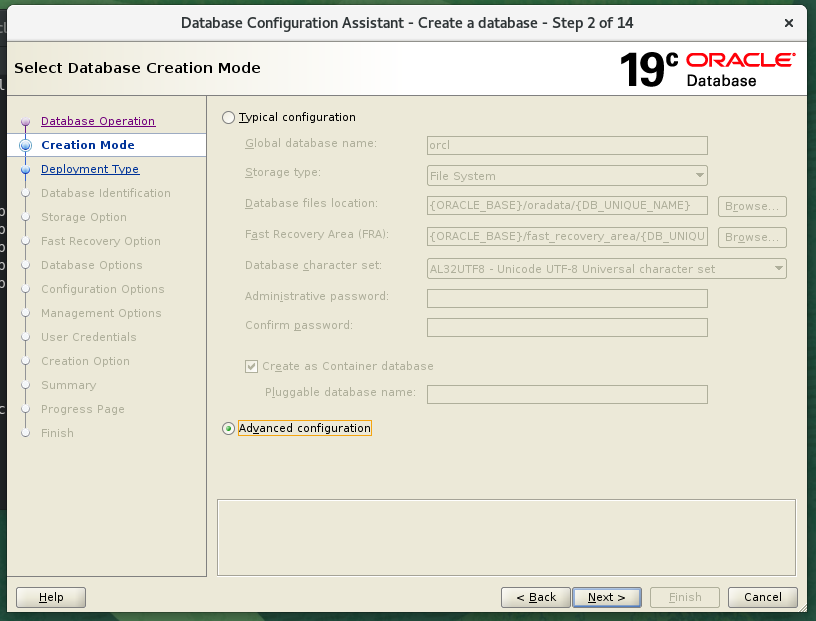 Database Configuration Assistant - Create a database - Step 2 of 14
Select Database Creation Mode
19c ORACLE
Database
Database Operation
Creation Mode
Deployment Type
Database Identification
Storage Option
Fast Recovery Option
Database Options
Configuration Options
Management Options
User Credentials
Creation Option
Summary
Progress Page
Finish
Typical configuration
Global database name: orcl
Storage type: File System
Database files location: {ORACLE_BASE}/oradata/{DB_UNIQUE_NAME} Browse...
Fast Recovery Area (FRA): {ORACLE_BASE}/fast_recovery_area/{DB_UNIQU Browse...
Database character set: AL32UTF8 - Unicode UTF-8 Universal character set
Administrative password:
Confirm password:
Create as Container database
Pluggable database name:
Advanced configuration
Help < Back Next > Finish Cancel